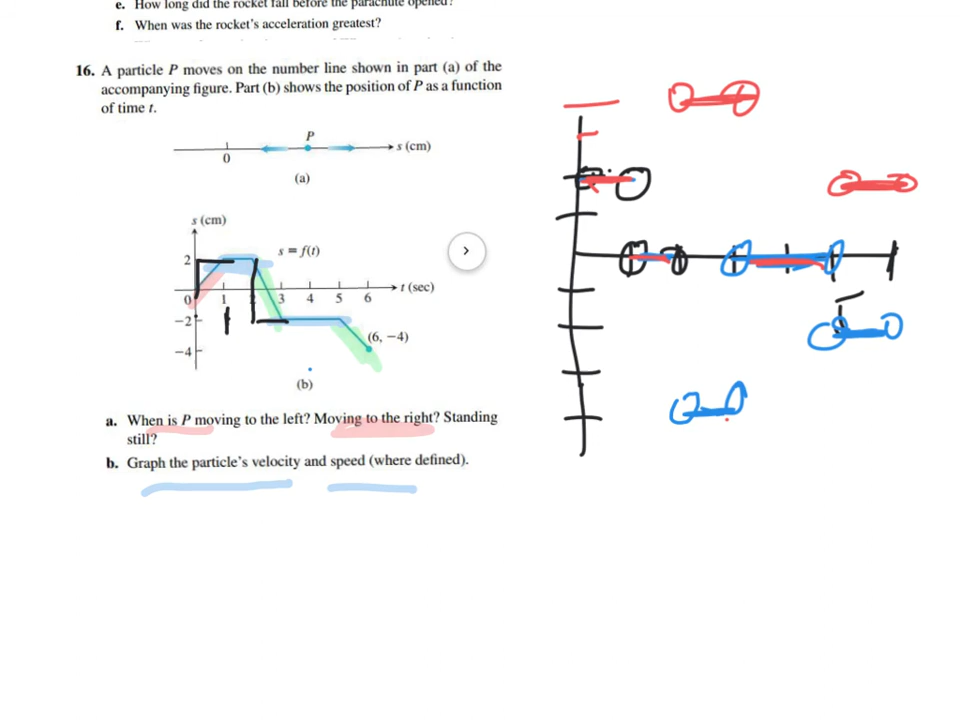 e. How long did the rocket fall before the parachute opened?
f. When was the rocket's acceleration greatest?
16. A particle P moves on the number line shown in part (a) of the
accompanying figure. Part (b) shows the position of P as a function
of time t.
P
0
s (cm)
(a)
s (cm)
s = f(t)
2
0
1
3
4
5
6
t (sec)
−2
−4
(6, −4)
(b)
a. When is P moving to the left? Moving to the right? Standing
still?
b. Graph the particle's velocity and speed (where defined).